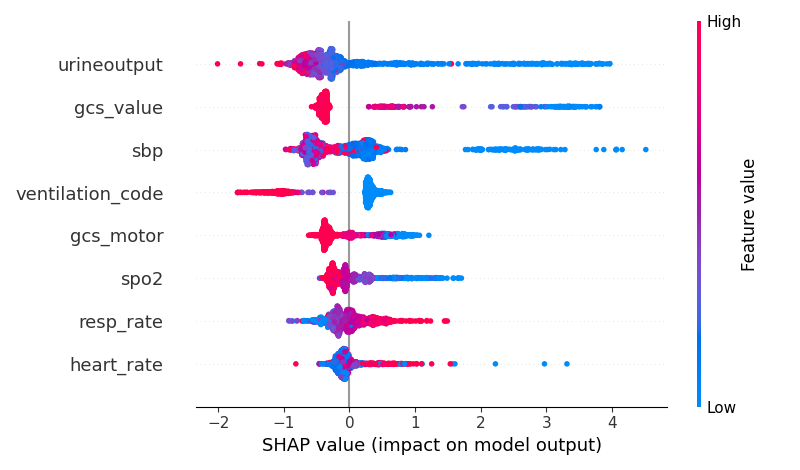 High
urineoutput
gcs_value
sbp
ventilation_code
gcs_motor
spo2
resp_rate
heart_rate
Feature value
Low
−2 −1 0 1 2 3 4
SHAP value (impact on model output)